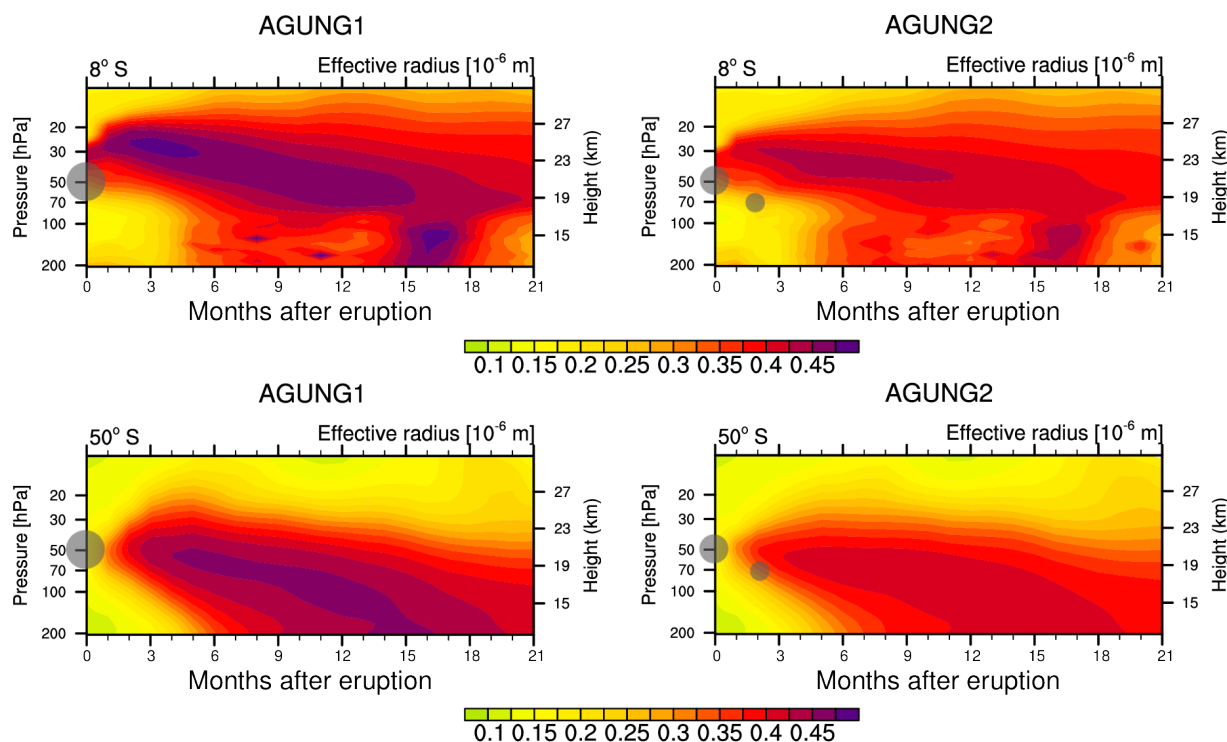 AGUNG1
AGUNG2
8° S
Effective radius [10⁻⁶ m]
8° S
Effective radius [10⁻⁶ m]
Pressure [hPa]
20
30
50
70
100
200
27
23
19
15
Height (km)
Pressure [hPa]
20
30
50
70
100
200
27
23
19
15
Height (km)
0 3 6 9 12 15 18 21
0 3 6 9 12 15 18 21
Months after eruption
Months after eruption
0.1 0.15 0.2 0.25 0.3 0.35 0.4 0.45
AGUNG1
AGUNG2
50° S
Effective radius [10⁻⁶ m]
50° S
Effective radius [10⁻⁶ m]
Pressure [hPa]
20
30
50
70
100
200
27
23
19
15
Height (km)
Pressure [hPa]
20
30
50
70
100
200
27
23
19
15
Height (km)
0 3 6 9 12 15 18 21
0 3 6 9 12 15 18 21
Months after eruption
Months after eruption
0.1 0.15 0.2 0.25 0.3 0.35 0.4 0.45